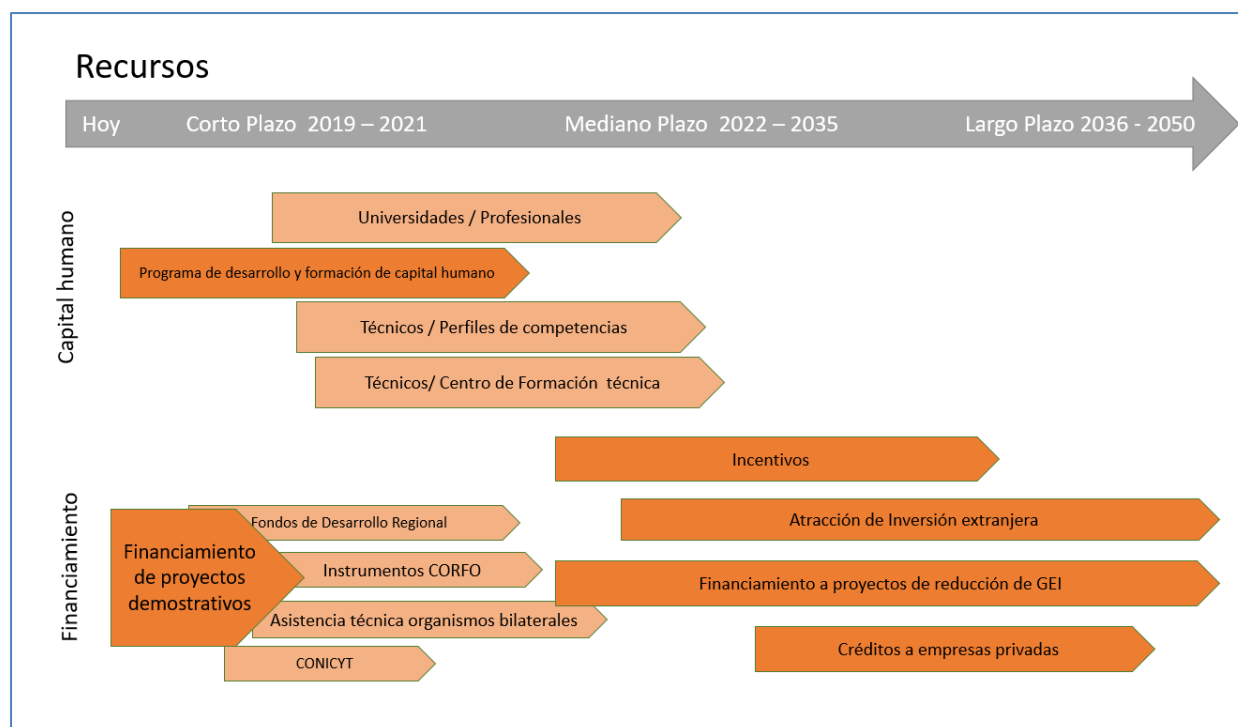 Recursos
Hoy
Corto Plazo 2019 – 2021
Mediano Plazo 2022 – 2035
Largo Plazo 2036 - 2050
Capital humano
Universidades / Profesionales
Programa de desarrollo y formación de capital humano
Técnicos / Perfiles de competencias
Técnicos/ Centro de Formación técnica
Financiamiento
Incentivos
Fondos de Desarrollo Regional
Atracción de Inversión extranjera
Financiamiento
de proyectos
demostrativos
Instrumentos CORFO
Financiamiento a proyectos de reducción de GEI
Asistencia técnica organismos bilaterales
Créditos a empresas privadas
CONICYT